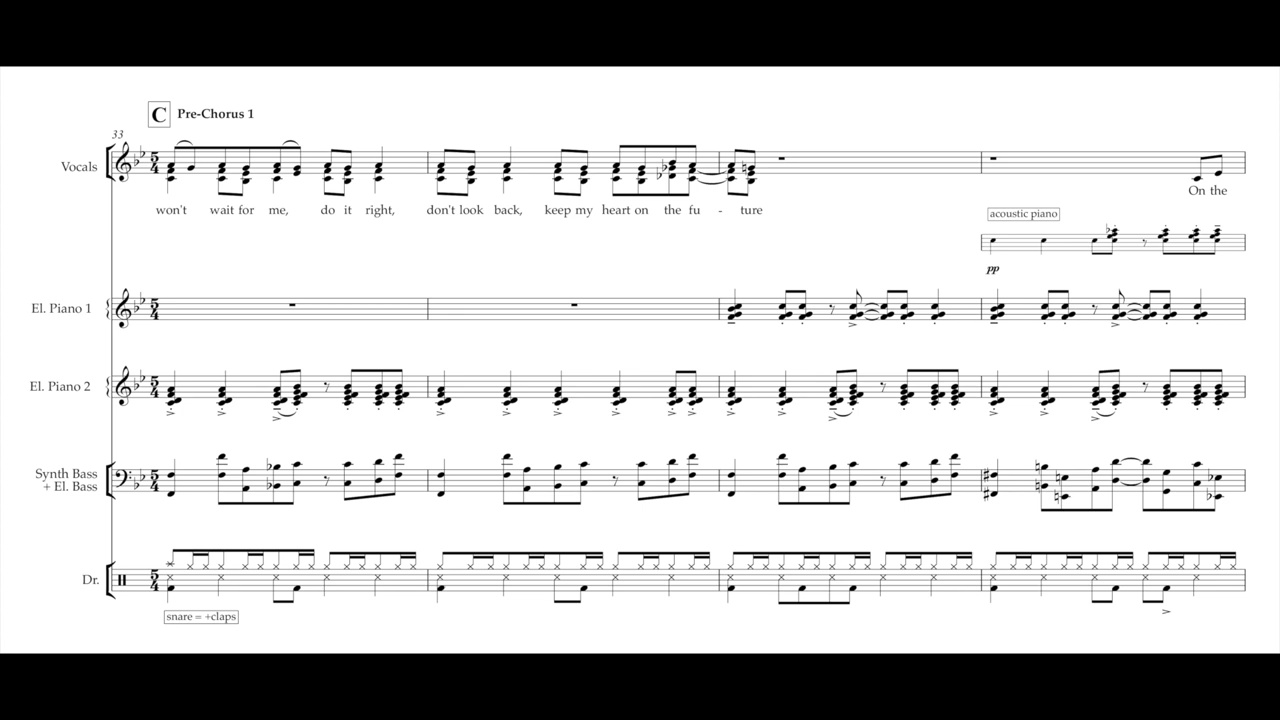 C Pre-Chorus 1
33
Vocals
On the
won't wait for me, do it right, don't look back, keep my heart on the fu - ture
acoustic piano
pp
El. Piano 1
El. Piano 2
Synth Bass
+ El. Bass
Dr.
snare = +claps